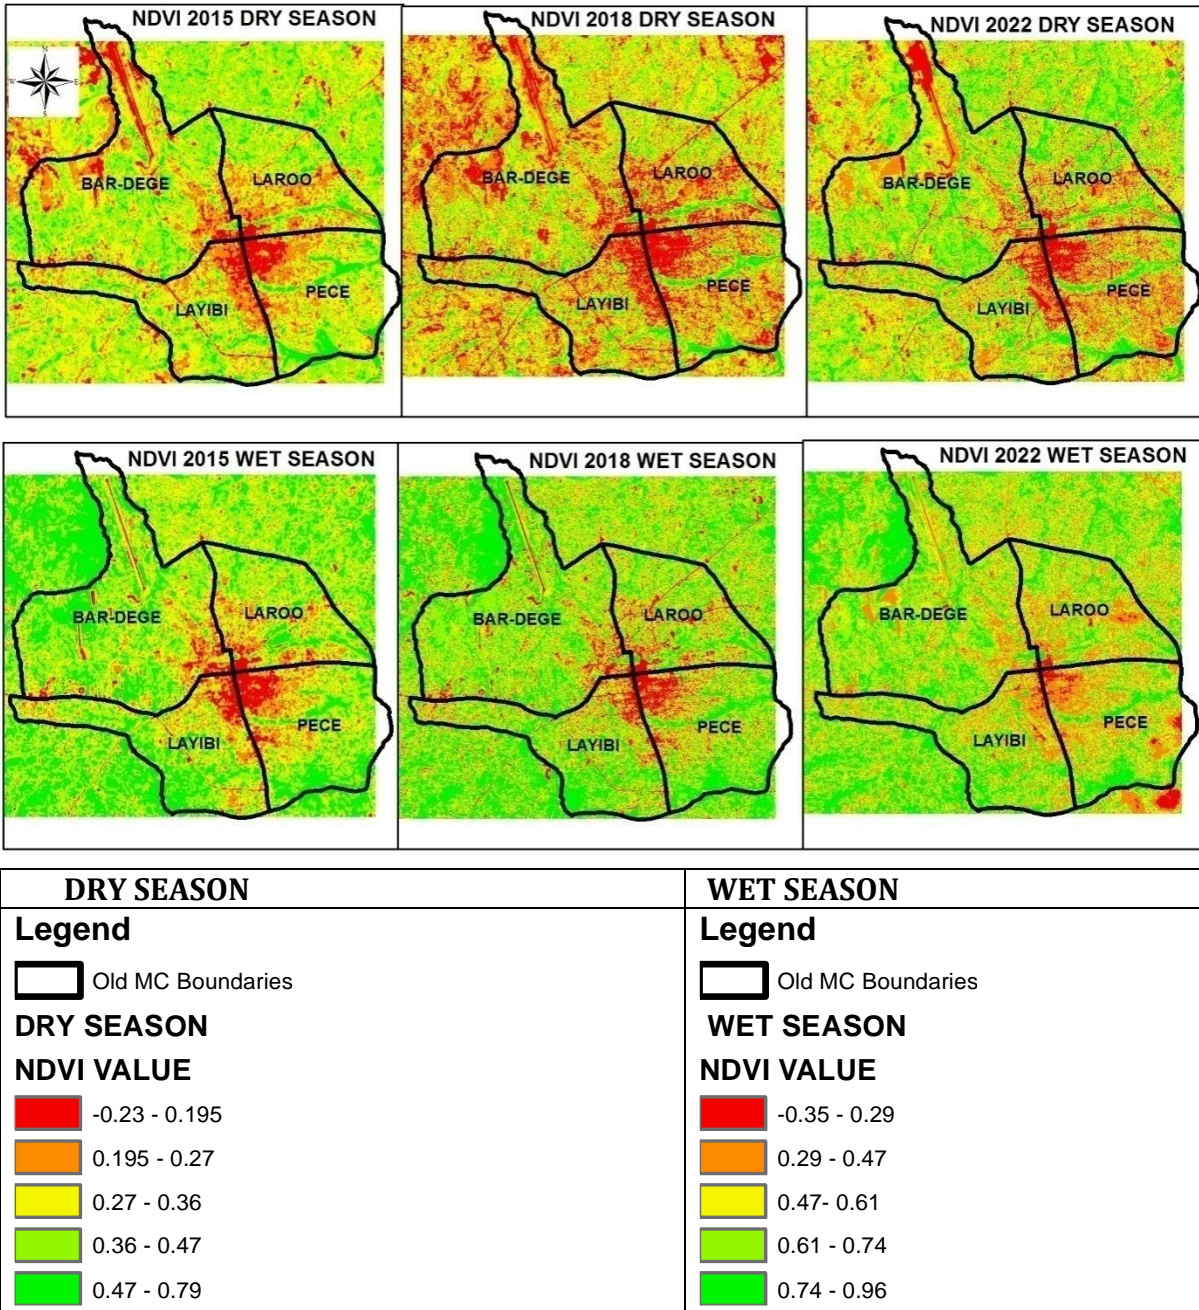 NDVI 2015 DRY SEASON
N
W E
S
BAR-DEGE
LAROO
LAYIBI
PECE
NDVI 2018 DRY SEASON
BAR-DEGE
LAROO
LAYIBI
PECE
NDVI 2022 DRY SEASON
BAR-DEGE
LAROO
LAYIBI
PECE
NDVI 2015 WET SEASON
BAR-DEGE
LAROO
LAYIBI
PECE
NDVI 2018 WET SEASON
BAR-DEGE
LAROO
LAYIBI
PECE
NDVI 2022 WET SEASON
BAR-DEGE
LAROO
LAYIBI
PECE
DRY SEASON
Legend
Old MC Boundaries
DRY SEASON
NDVI VALUE
-0.23 - 0.195
0.195 - 0.27
0.27 - 0.36
0.36 - 0.47
0.47 - 0.79
WET SEASON
Legend
Old MC Boundaries
WET SEASON
NDVI VALUE
-0.35 - 0.29
0.29 - 0.47
0.47- 0.61
0.61 - 0.74
0.74 - 0.96